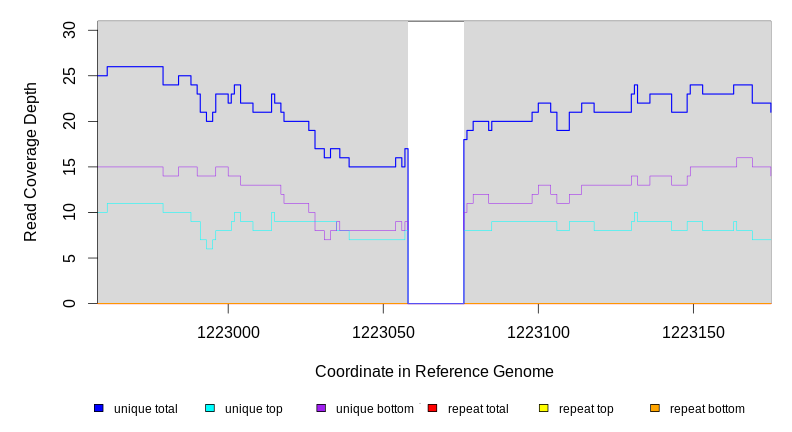 30
25
20
15
10
5
0
Read Coverage Depth
1223000 1223050 1223100 1223150
Coordinate in Reference Genome
unique total unique top unique bottom repeat total repeat top repeat bottom